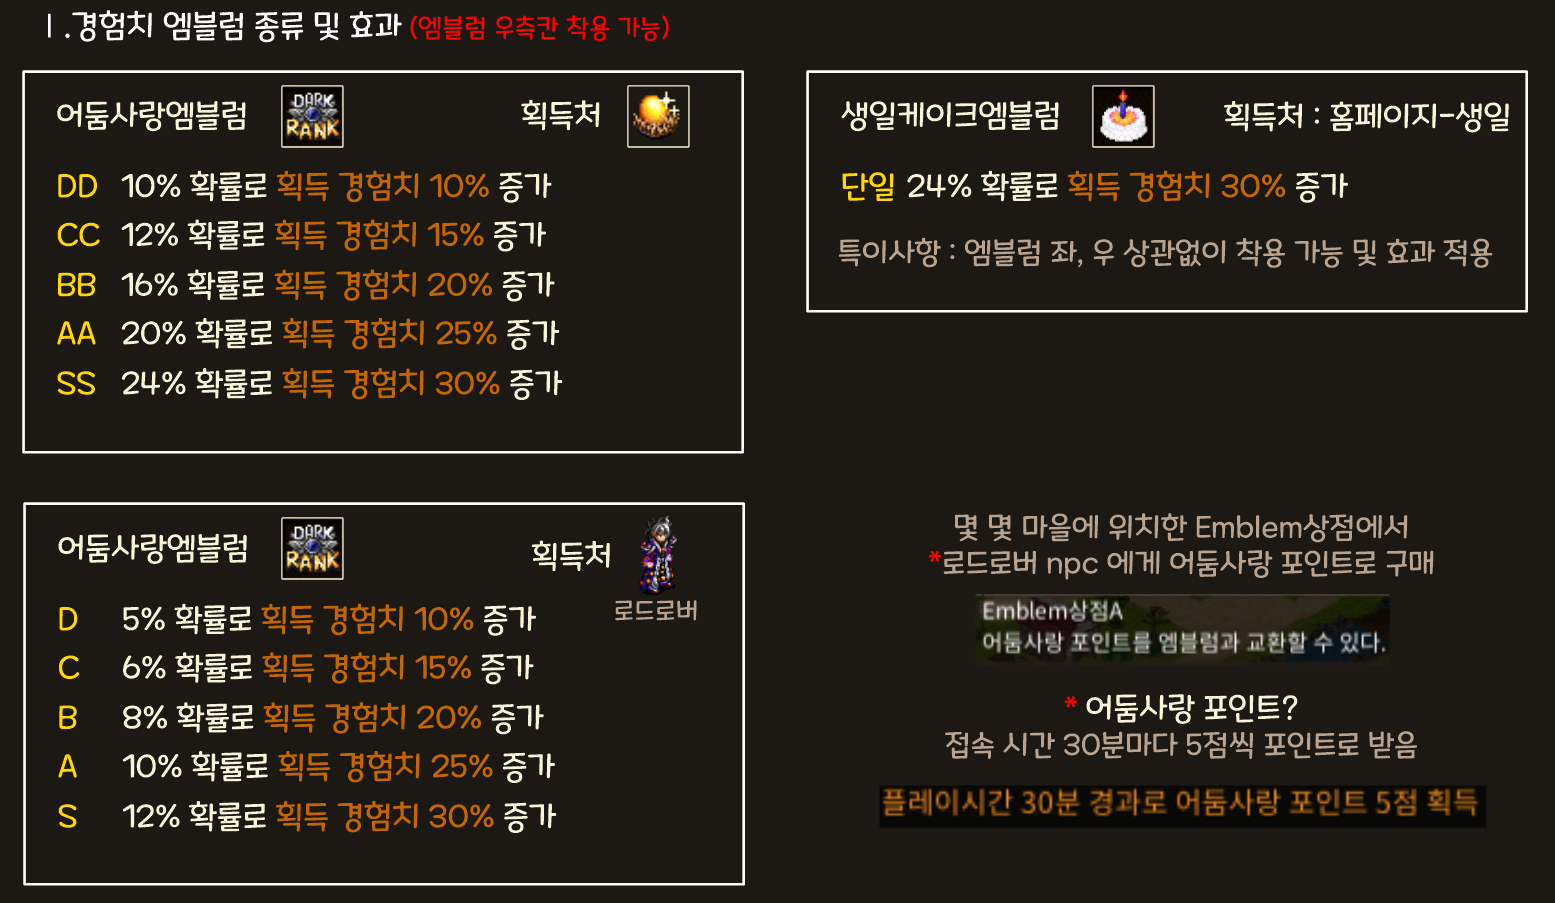 Ⅰ.경험치 엠블럼 종류 및 효과 (엠블럼 우측칸 착용 가능)
어둠사랑엠블럼 DARK RANK 획득처
DD 10% 확률로 획득 경험치 10% 증가
CC 12% 확률로 획득 경험치 15% 증가
BB 16% 확률로 획득 경험치 20% 증가
AA 20% 확률로 획득 경험치 25% 증가
SS 24% 확률로 획득 경험치 30% 증가
생일케이크엠블럼 획득처 : 홈페이지-생일
단일 24% 확률로 획득 경험치 30% 증가
특이사항 : 엠블럼 좌, 우 상관없이 착용 가능 및 효과 적용
어둠사랑엠블럼 DARK RANK 획득처
로드로버
D 5% 확률로 획득 경험치 10% 증가
C 6% 확률로 획득 경험치 15% 증가
B 8% 확률로 획득 경험치 20% 증가
A 10% 확률로 획득 경험치 25% 증가
S 12% 확률로 획득 경험치 30% 증가
몇 몇 마을에 위치한 Emblem상점에서
*로드로버 npc 에게 어둠사랑 포인트로 구매
Emblem상점A
어둠사랑 포인트를 엠블럼과 교환할 수 있다.
* 어둠사랑 포인트?
접속 시간 30분마다 5점씩 포인트로 받음
플레이시간 30분 경과로 어둠사랑 포인트 5점 획득